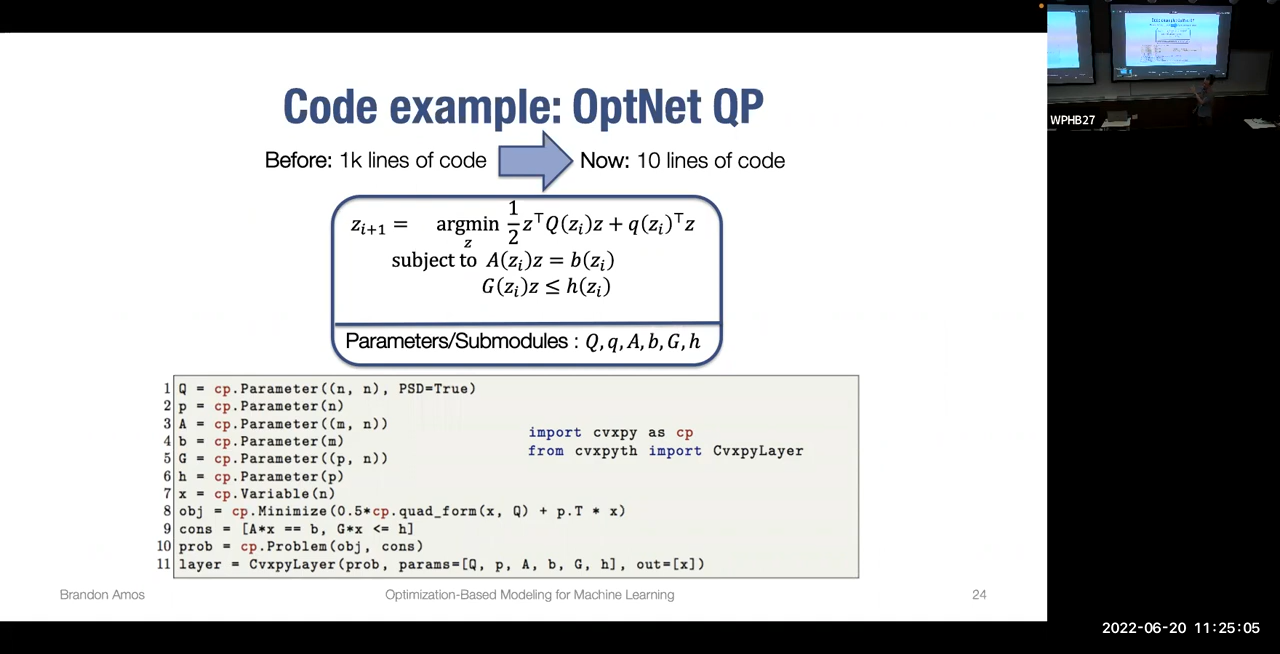 Code example: OptNet QP
Before: 1k lines of code
Now: 10 lines of code
z_{i+1} = argmin_z 1/2 z^⊤Q(z_i)z + q(z_i)^⊤z
subject to A(z_i)z = b(z_i)
G(z_i)z ≤ h(z_i)
Parameters/Submodules : Q, q, A, b, G, h
1 Q = cp.Parameter((n, n), PSD=True)
2 p = cp.Parameter(n)
3 A = cp.Parameter((m, n))
4 b = cp.Parameter(m)
5 G = cp.Parameter((p, n))
6 h = cp.Parameter(p)
7 x = cp.Variable(n)
8 obj = cp.Minimize(0.5*cp.quad_form(x, Q) + p.T * x)
9 cons = [A*x == b, G*x <= h]
10 prob = cp.Problem(obj, cons)
11 layer = CvxpyLayer(prob, params=[Q, p, A, b, G, h], out=[x])
import cvxpy as cp
from cvxpyth import CvxpyLayer
Brandon Amos
Optimization-Based Modeling for Machine Learning
24
WPHB27
2022-06-20 11:25:05